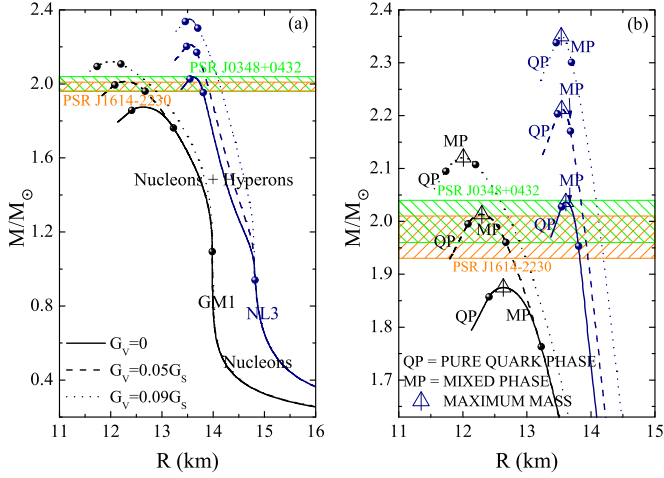 2.4
2.2
2.0
1.6
1.2
0.8
0.4
M/M⊙
(a)
PSR J0348+0432
PSR J1614-2230
Nucleons + Hyperons
GM1
NL3
Nucleons
G_V=0
G_V=0.05G_S
G_V=0.09G_S
11 12 13 14 15 16
R (km)
2.4
2.3
2.2
2.1
2.0
1.9
1.8
1.7
M/M⊙
(b)
QP MP
QP MP
MP
QP
PSR J0348+0432
MP
QP
QP MP
PSR J1614-2230
QP MP
QP = PURE QUARK PHASE
MP = MIXED PHASE
MAXIMUM MASS
11 12 13 14 15
R (km)